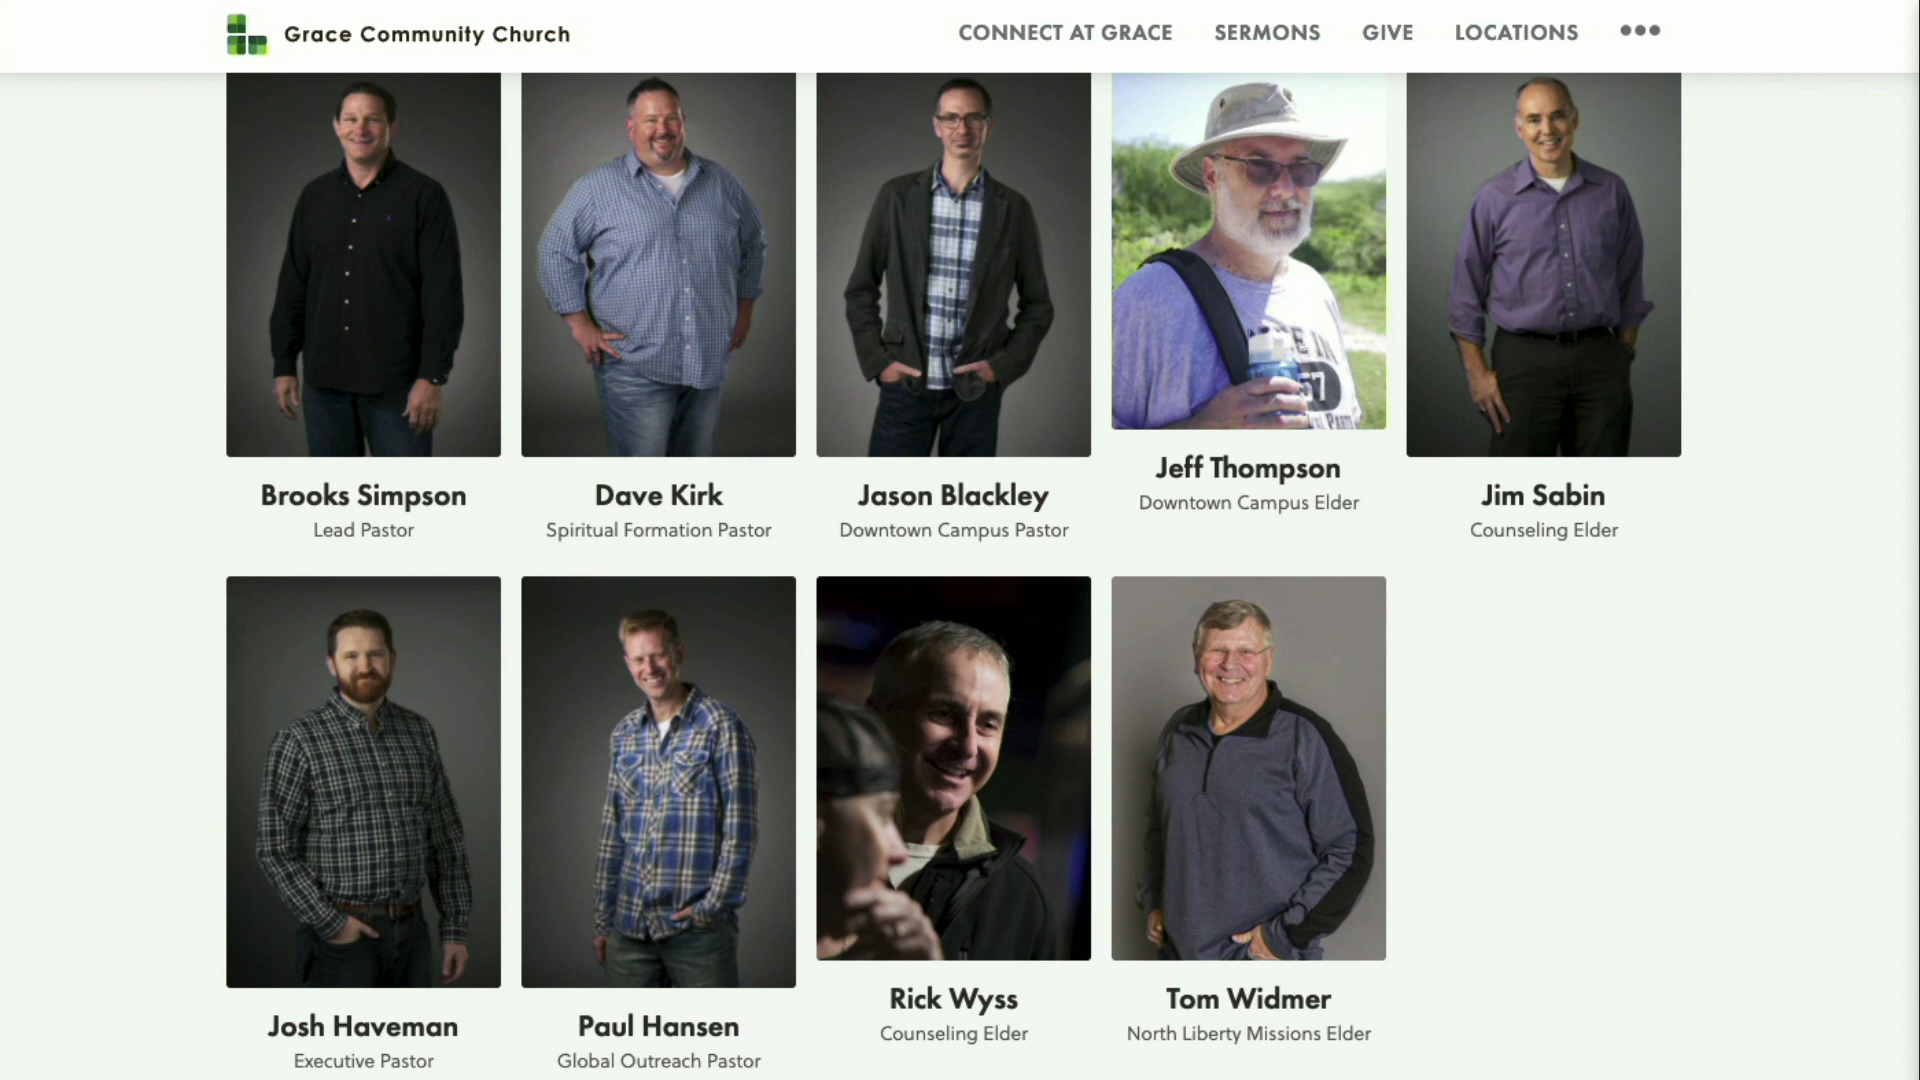 Grace Community Church
CONNECT AT GRACE
SERMONS
GIVE
LOCATIONS
Brooks Simpson
Lead Pastor
Dave Kirk
Spiritual Formation Pastor
Jason Blackley
Downtown Campus Pastor
57
Jeff Thompson
Downtown Campus Elder
Jim Sabin
Counseling Elder
Josh Haveman
Executive Pastor
Paul Hansen
Global Outreach Pastor
Rick Wyss
Counseling Elder
Tom Widmer
North Liberty Missions Elder